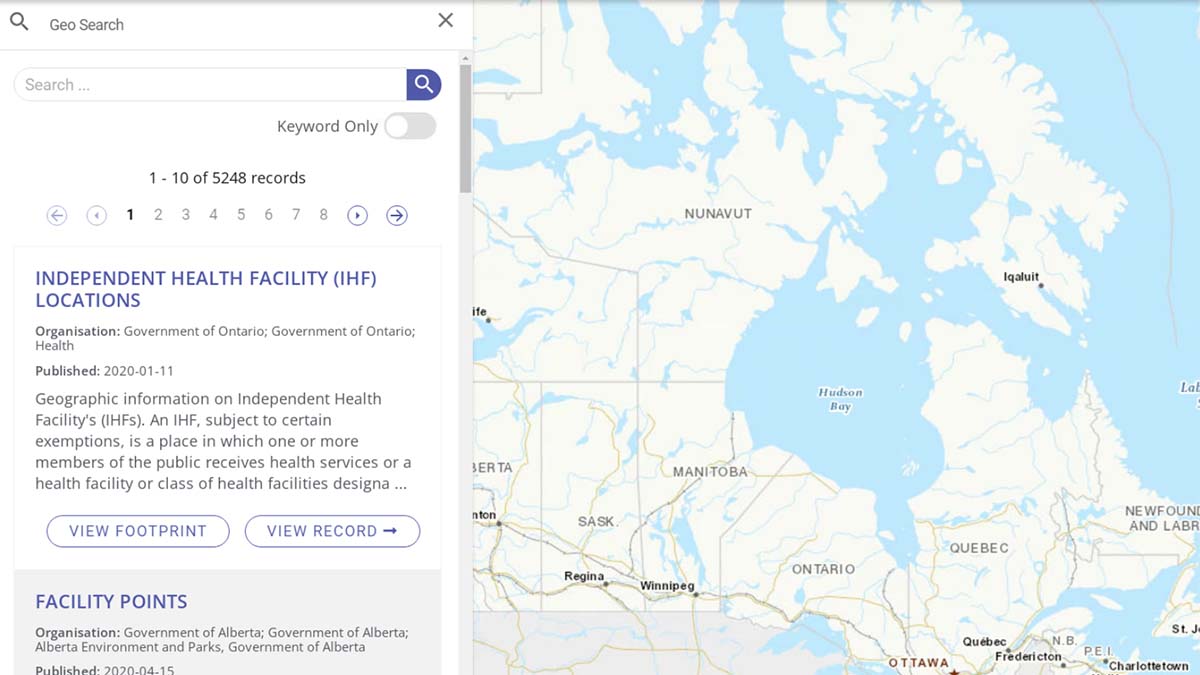 Geo Search
Search ...
Keyword Only
1 - 10 of 5248 records
1 2 3 4 5 6 7 8
INDEPENDENT HEALTH FACILITY (IHF)
LOCATIONS
Organisation: Government of Ontario; Government of Ontario;
Health
Published: 2020-01-11
Geographic information on Independent Health
Facility's (IHFs). An IHF, subject to certain
exemptions, is a place in which one or more
members of the public receives health services or a
health facility or class of health facilities designa ...
VIEW FOOTPRINT
VIEW RECORD
FACILITY POINTS
Organisation: Government of Alberta; Government of Alberta;
Alberta Environment and Parks, Government of Alberta
Published: 2020-04-15
NUNAVUT
Iqaluit
ife
Hudson
Bay
Lab
BERTA
MANITOBA
nton
SASK.
NEWFOUND
AND LABR
QUEBEC
ONTARIO
Regina
Winnipeg
St. J
Québec
N.B.
P.E.I.
Fredericton
OTTAWA
Charlottetown